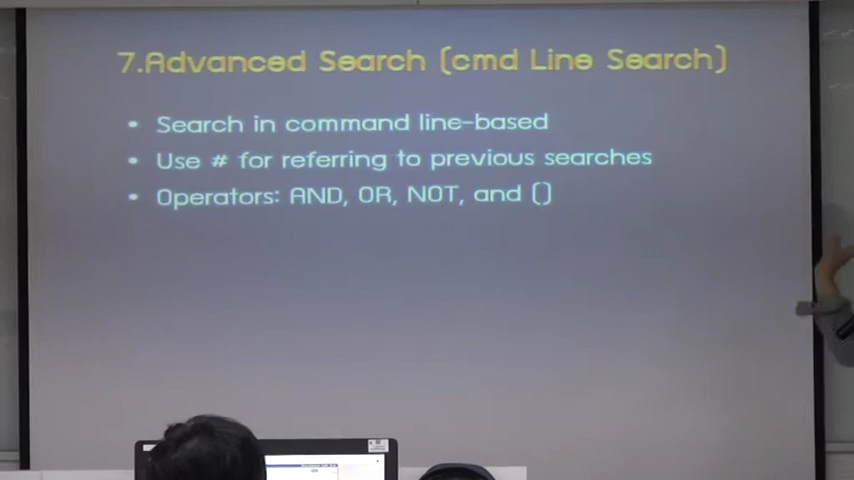 7.Advanced Search (cmd Line Search)
• Search in command line-based
• Use # for referring to previous searches
• Operators: AND, OR, NOT, and ()